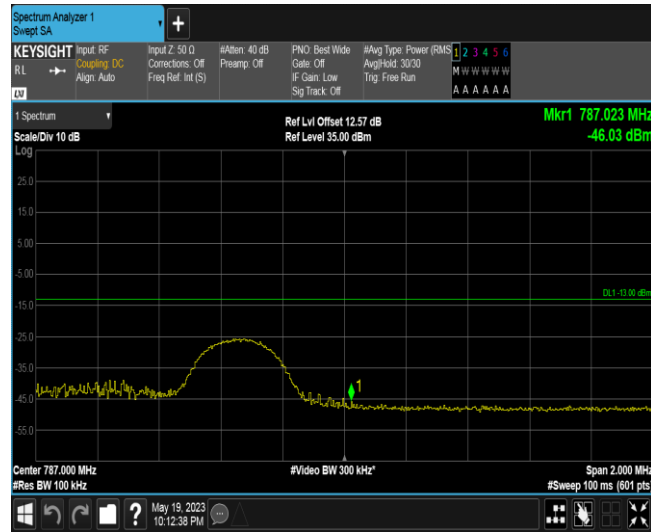 Spectrum Analyzer 1
Swept SA
+
KEYSIGHT
RL
LXI
Input: RF
Coupling: DC
Align: Auto
Input Z: 50 Ω
Corrections: Off
Freq Ref: Int (S)
#Atten: 40 dB
Preamp: Off
PNO: Best Wide
Gate: Off
IF Gain: Low
Sig Track: Off
#Avg Type: Power (RMS
Avg|Hold: 30/30
Trig: Free Run
1 2 3 4 5 6
M W W W W W
A A A A A A
1 Spectrum
Scale/Div 10 dB
Ref Lvl Offset 12.57 dB
Ref Level 35.00 dBm
Mkr1 787.023 MHz
-46.03 dBm
Log
25.0
15.0
5.00
-5.00
DL1 -13.00 dBm
-15.0
-25.0
-35.0
1
-45.0
-55.0
Center 787.000 MHz
#Video BW 300 kHz*
Span 2.000 MHz
#Res BW 100 kHz
#Sweep 100 ms (601 pts)
?
May 19, 2023
10:12:38 PM